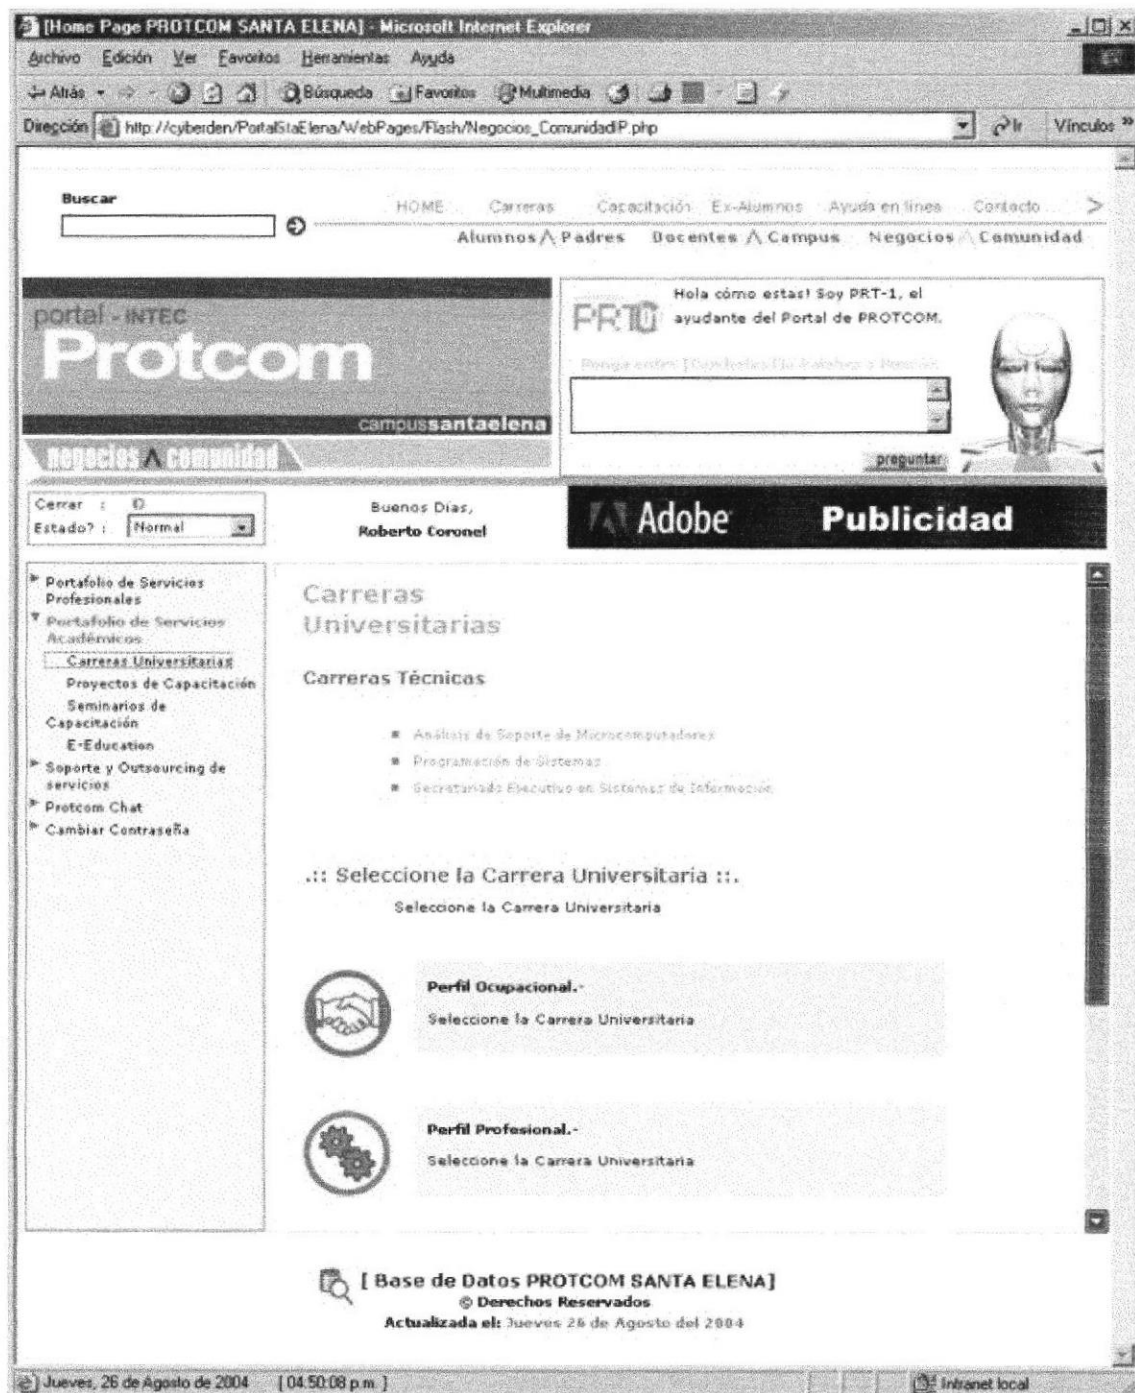 [Home Page PROTCOM SANTA ELENA] - Microsoft Internet Explorer
Archivo Edición Ver Favoritos Herramientas Ayuda
Atrás Búsqueda Favoritos Multimedia
Dirección http://cyberden/PortalStaElena/WebPages/Flash/Negocios_ComunidadIP.php Ir Vínculos »
Buscar
HOME Carreras Capacitación Ex-Alumnos Ayuda en línea Contacto >
Alumnos Λ Padres Docentes Λ Campus Negocios Λ Comunidad
portal - INTEC
Protcom
campussantaelena
negocios Λ comunidad
Hola cómo estas! Soy PRT-1, el
ayudante del Portal de PROTCOM.
preguntar
Cerrar :
Estado? : Normal
Buenos Días,
Roberto Coronel
Adobe Publicidad
Portafolio de Servicios
Profesionales
Portafolio de Servicios
Académicos
Carreras Universitarias
Proyectos de Capacitación
Seminarios de
Capacitación
E-Education
Soporte y Outsourcing de
servicios
Protcom Chat
Cambiar Contraseña
Carreras
Universitarias
Carreras Técnicas
Análisis de Soporte de Microcomputadores
Programación de Sistemas
Secretariado Ejecutivo en Sistemas de Información
.:: Seleccione la Carrera Universitaria ::.
Seleccione la Carrera Universitaria
Perfil Ocupacional.-
Seleccione la Carrera Universitaria
Perfil Profesional.-
Seleccione la Carrera Universitaria
[ Base de Datos PROTCOM SANTA ELENA]
© Derechos Reservados
Actualizada el: Jueves 26 de Agosto del 2004
Jueves, 26 de Agosto de 2004 [ 04:50:08 p.m. ] Intranet local